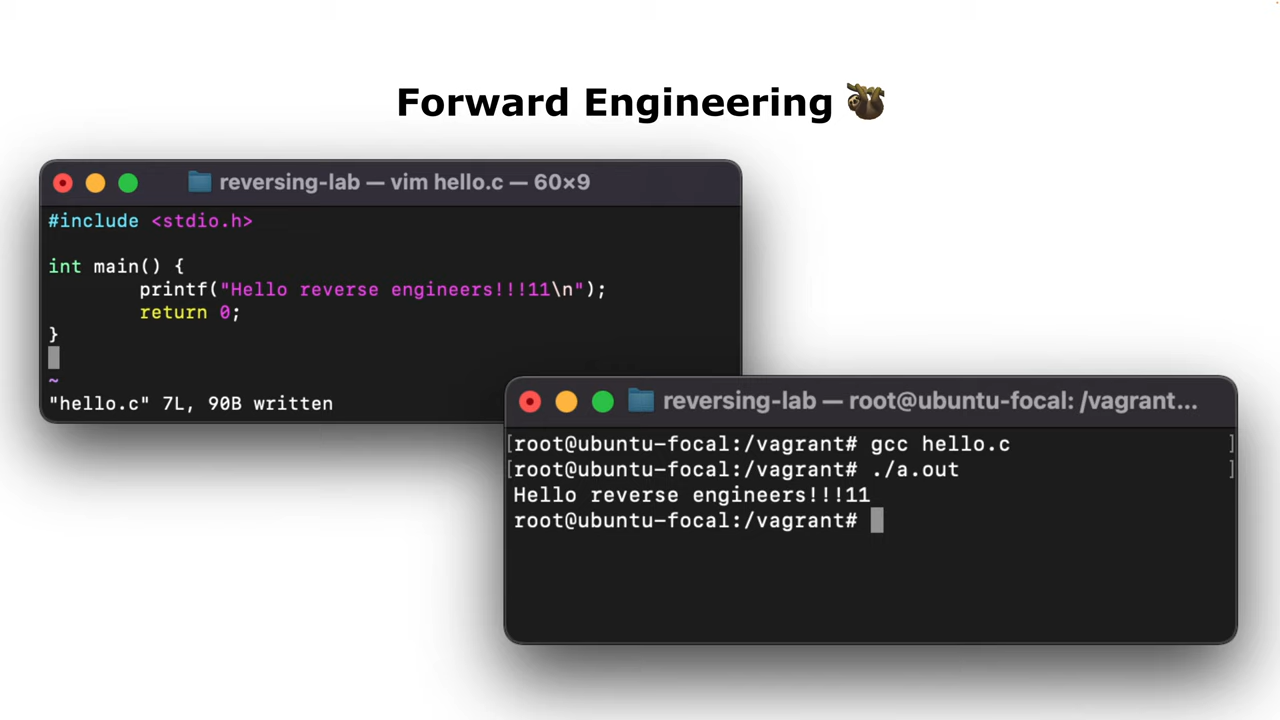 Forward Engineering 🦥
reversing-lab — vim hello.c — 60×9
#include <stdio.h>
int main() {
        printf("Hello reverse engineers!!!11\n");
        return 0;
}
~
"hello.c" 7L, 90B written
reversing-lab — root@ubuntu-focal: /vagrant...
[root@ubuntu-focal:/vagrant# gcc hello.c ]
[root@ubuntu-focal:/vagrant# ./a.out ]
Hello reverse engineers!!!11
root@ubuntu-focal:/vagrant#